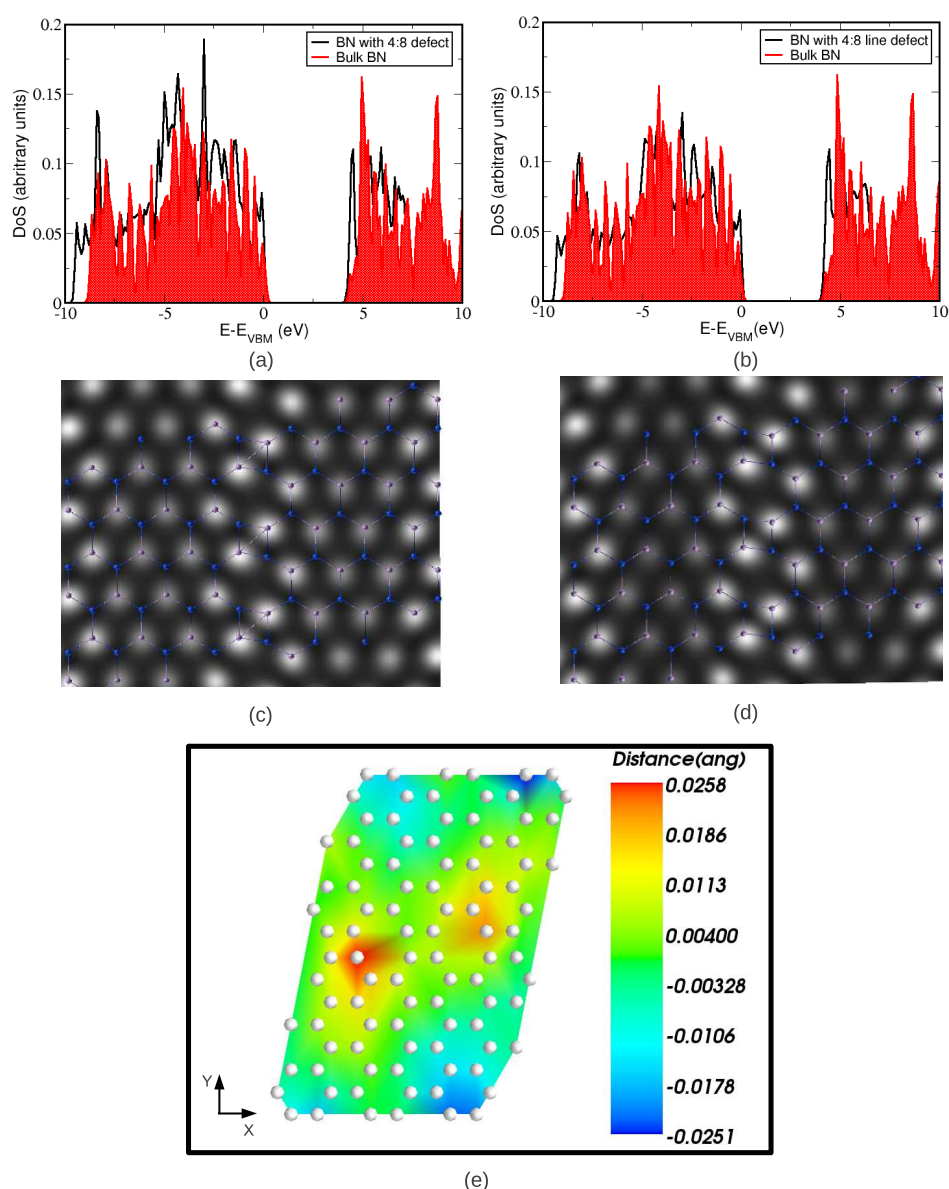 0.2
0.15
0.1
0.05
0
-10 -5 0 5 10
DoS (abritrary units)
E-E_VBM (eV)
BN with 4:8 defect
Bulk BN
(a)
0.2
0.15
0.1
0.05
0
-10 -5 0 5 10
DoS (arbitrary units)
E-E_VBM(eV)
BN with 4:8 line defect
Bulk BN
(b)
(c)
(d)
Distance(ang)
0.0258
0.0186
0.0113
0.00400
-0.00328
-0.0106
-0.0178
-0.0251
Y
X
(e)